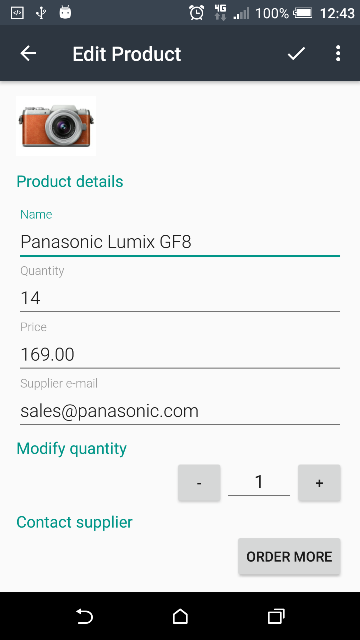 4G 100% 12:43
Edit Product
Product details
Name
Panasonic Lumix GF8
Quantity
14
Price
169.00
Supplier e-mail
sales@panasonic.com
Modify quantity
- 1 +
Contact supplier
ORDER MORE